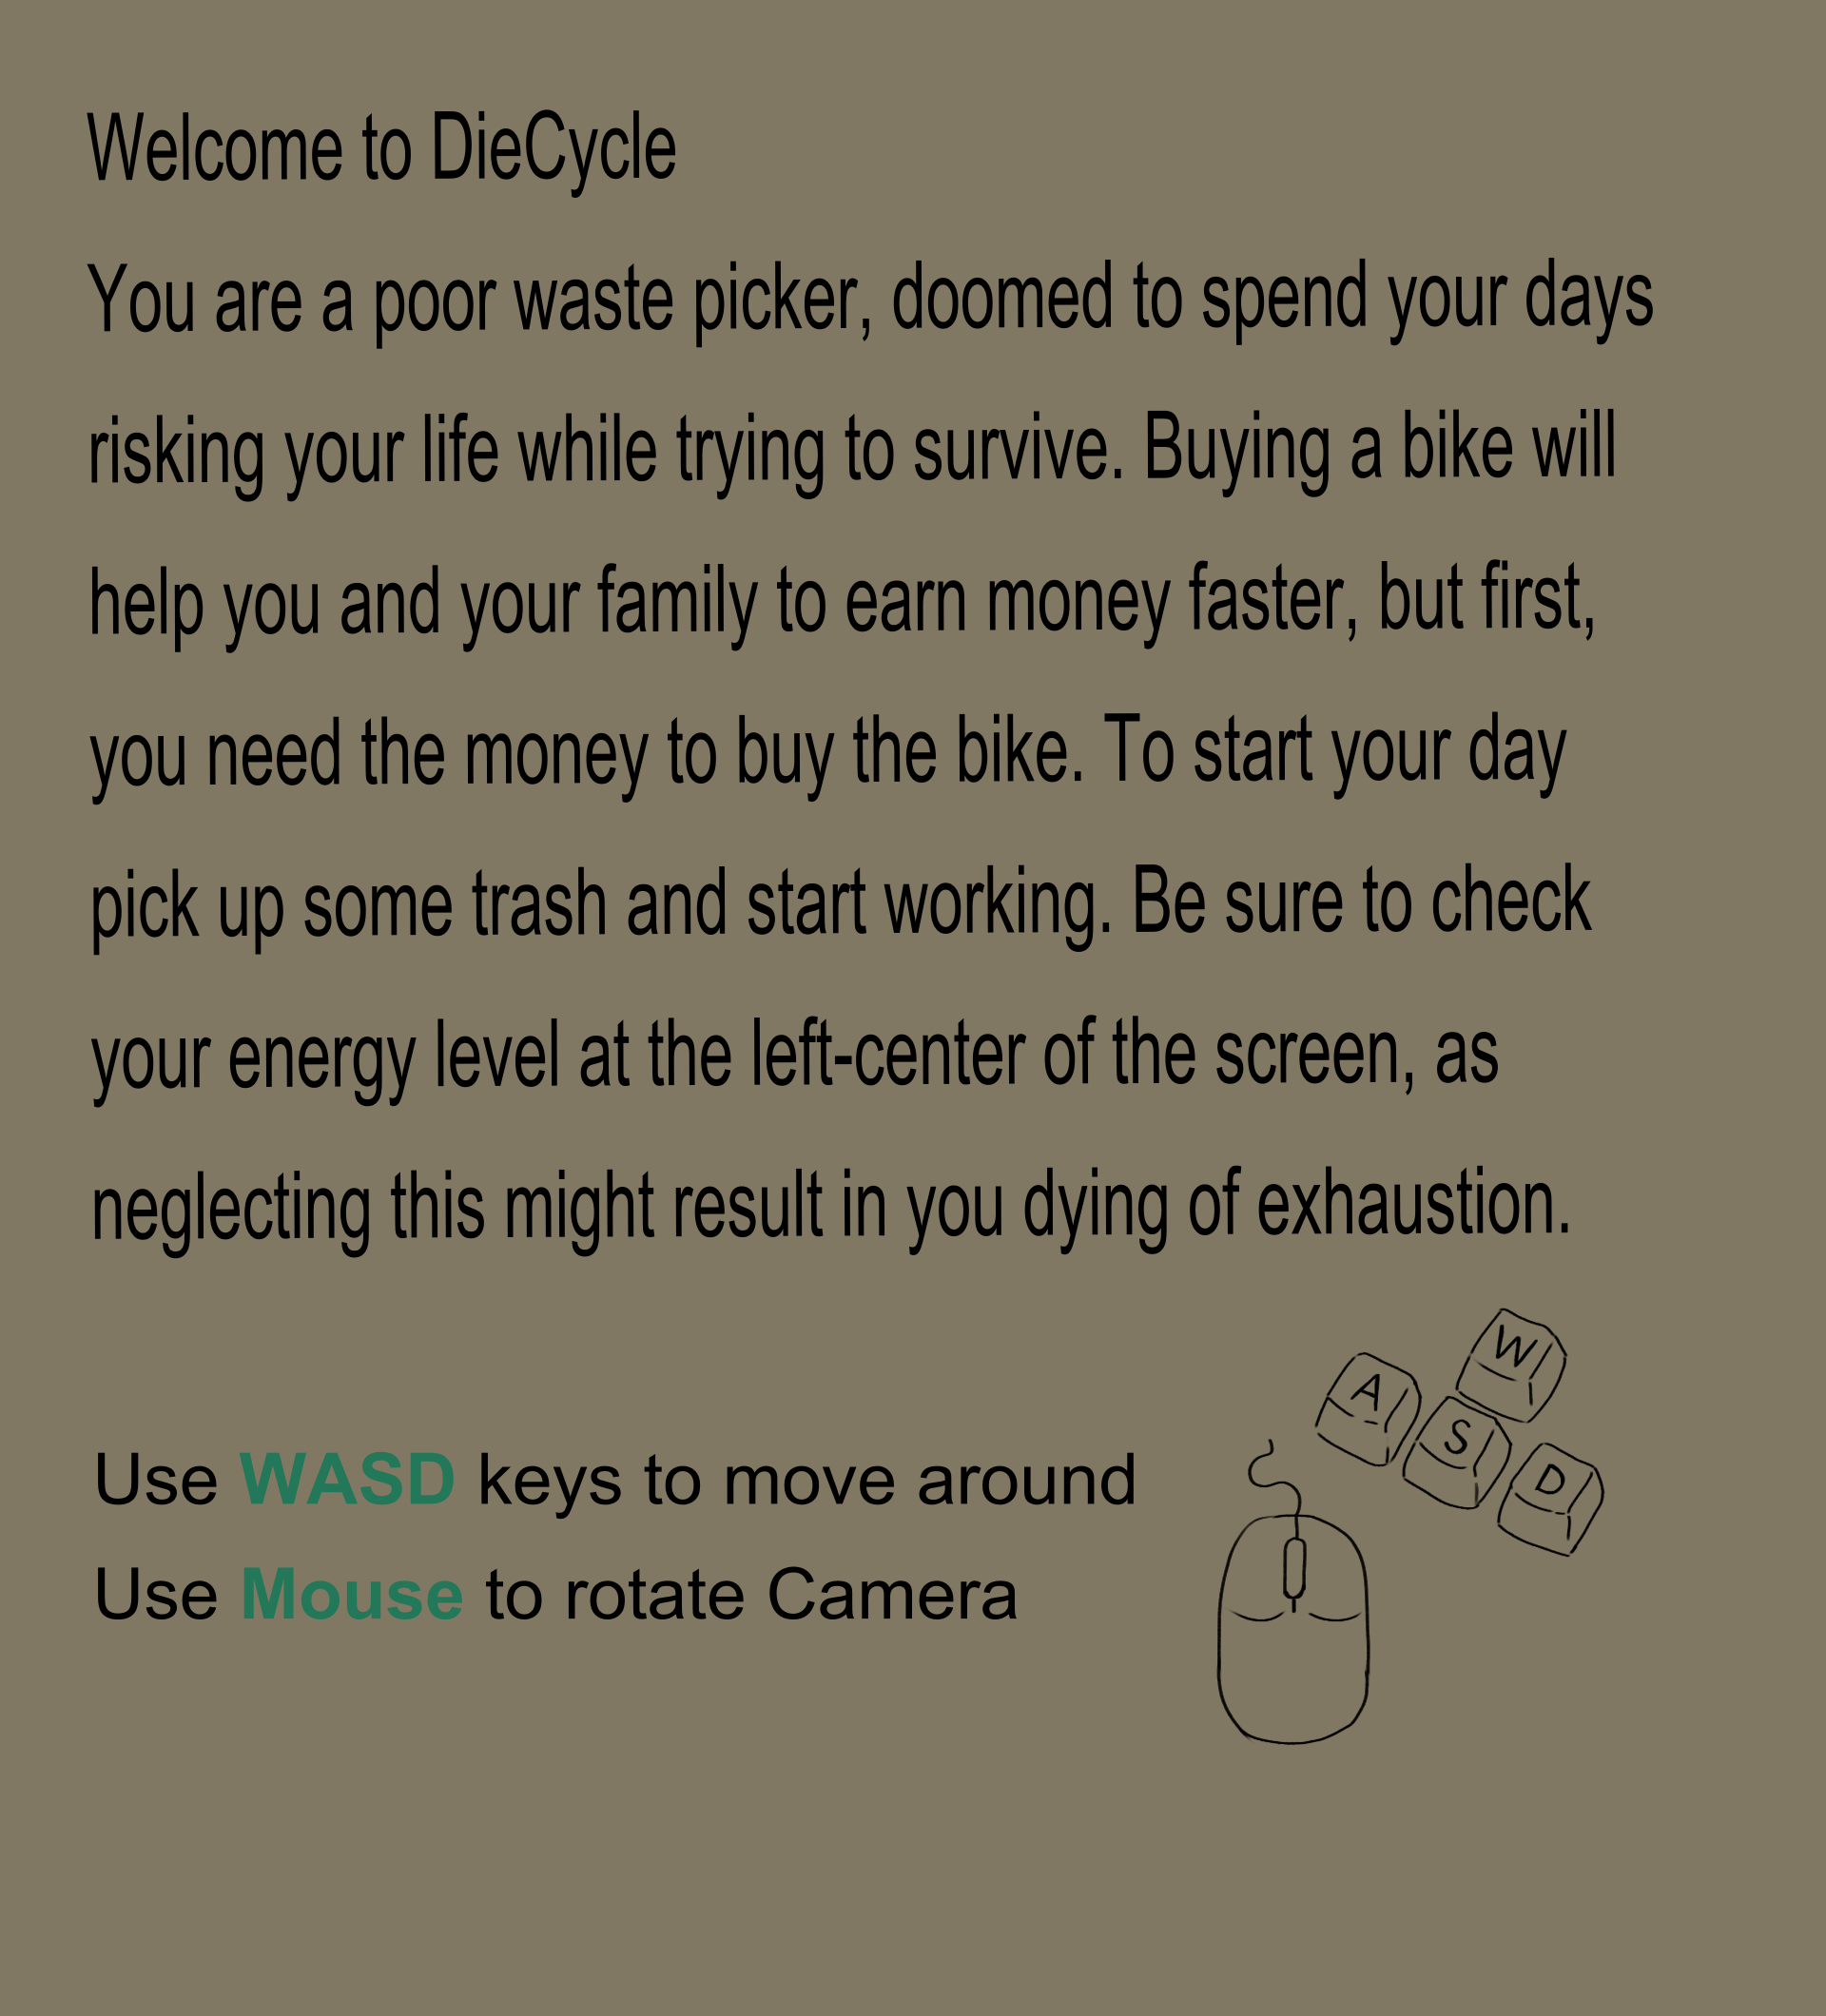 Welcome to DieCycle
You are a poor waste picker, doomed to spend your days
risking your life while trying to survive. Buying a bike will
help you and your family to earn money faster, but first,
you need the money to buy the bike. To start your day
pick up some trash and start working. Be sure to check
your energy level at the left-center of the screen, as
neglecting this might result in you dying of exhaustion.
W
A
S
D
Use WASD keys to move around
Use Mouse to rotate Camera